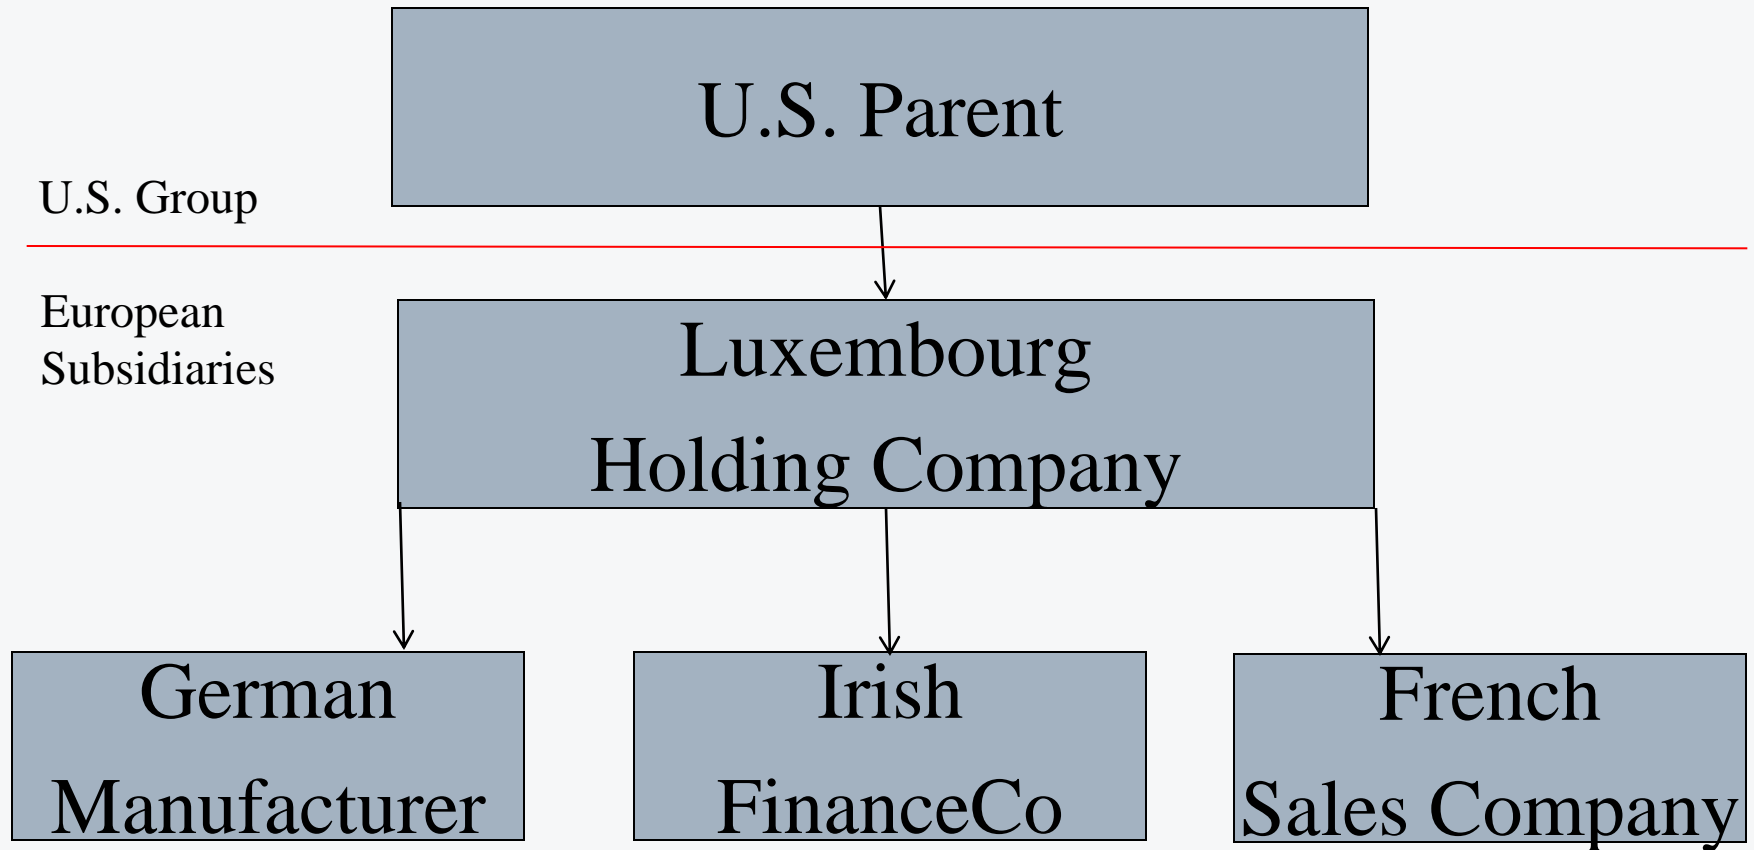 U.S. Parent
U.S. Group
European
Subsidiaries
Luxembourg
Holding Company
German
Manufacturer
Irish
FinanceCo
French
Sales Company